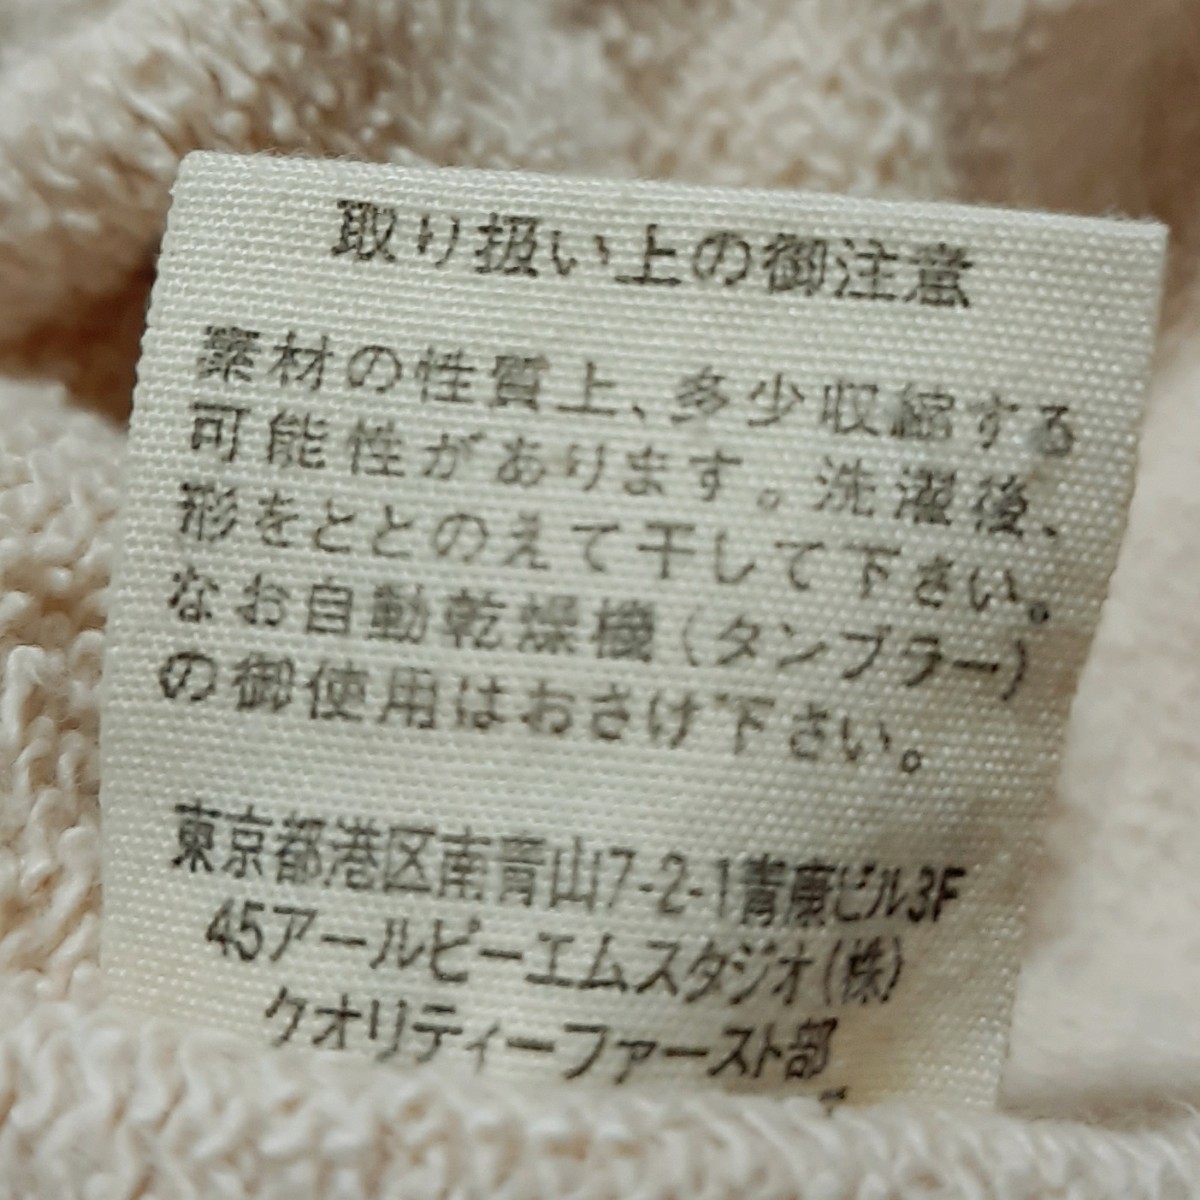 取り扱い上の御注意
素材の性質上、多少収縮する
可能性があります。洗濯後、
形をととのえて干して下さい。
なお自動乾燥機(タンブラー)
の御使用はおさけ下さい。
東京都港区南青山7-2-1青康ビル3F
45アールピーエムスタジオ(株)
クオリティーファースト部